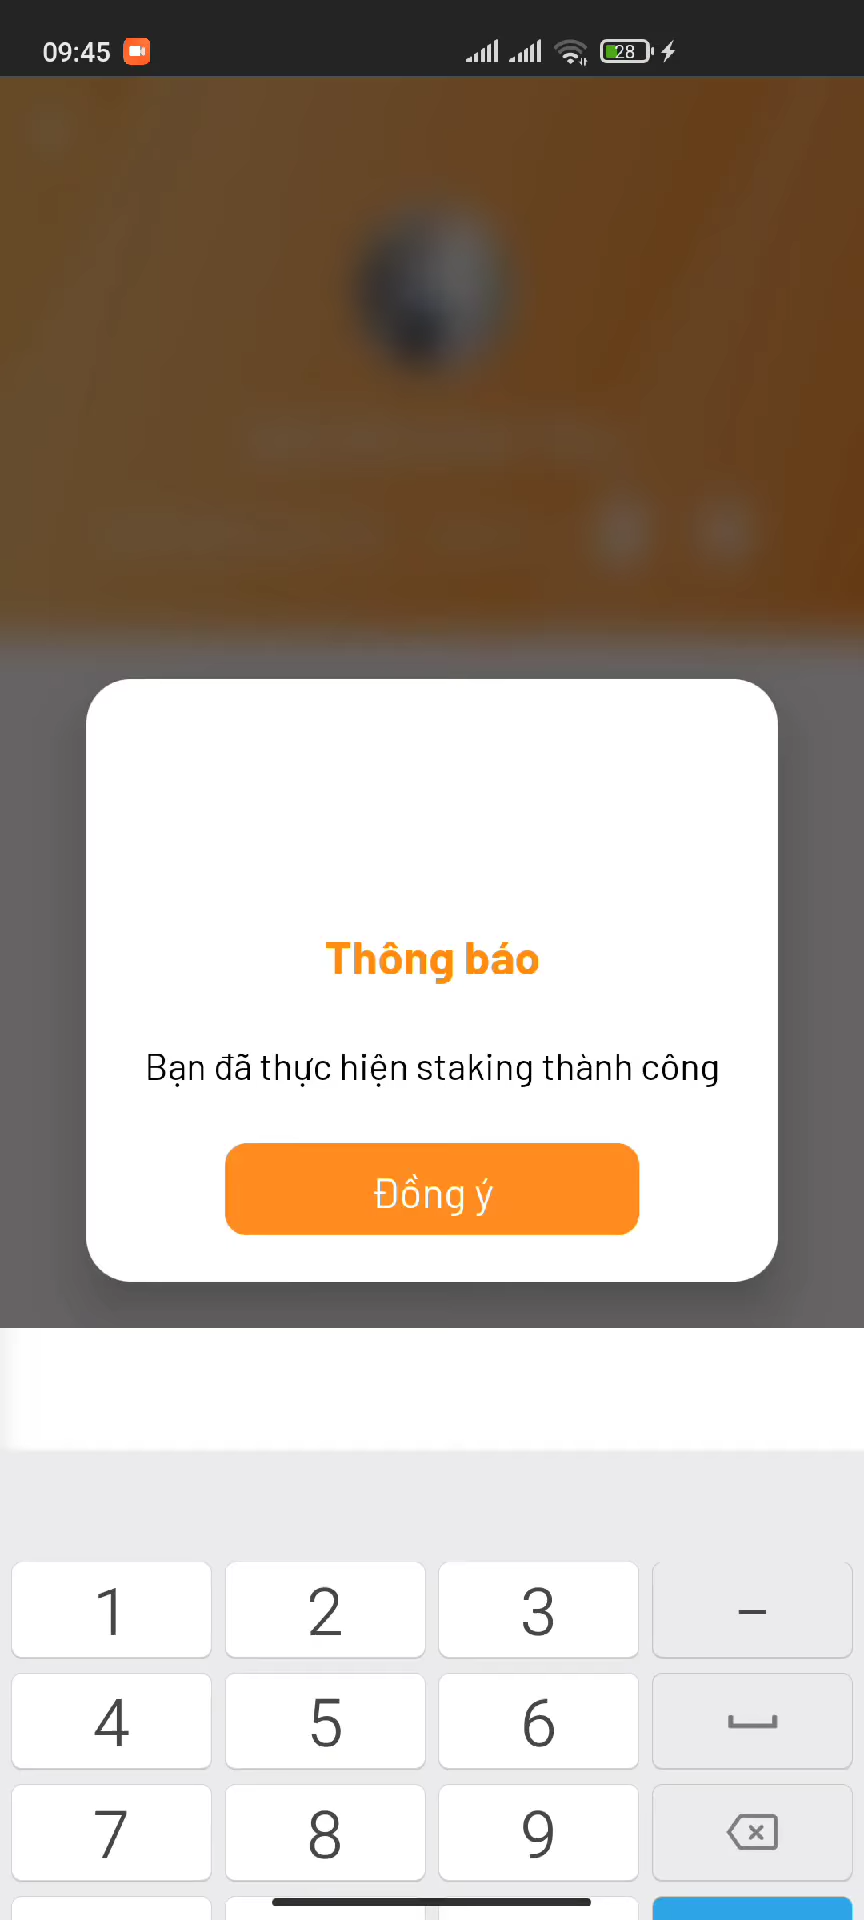 09:45
28
Thông báo
Bạn đã thực hiện staking thành công
Đồng ý
1 2 3 –
4 5 6
7 8 9